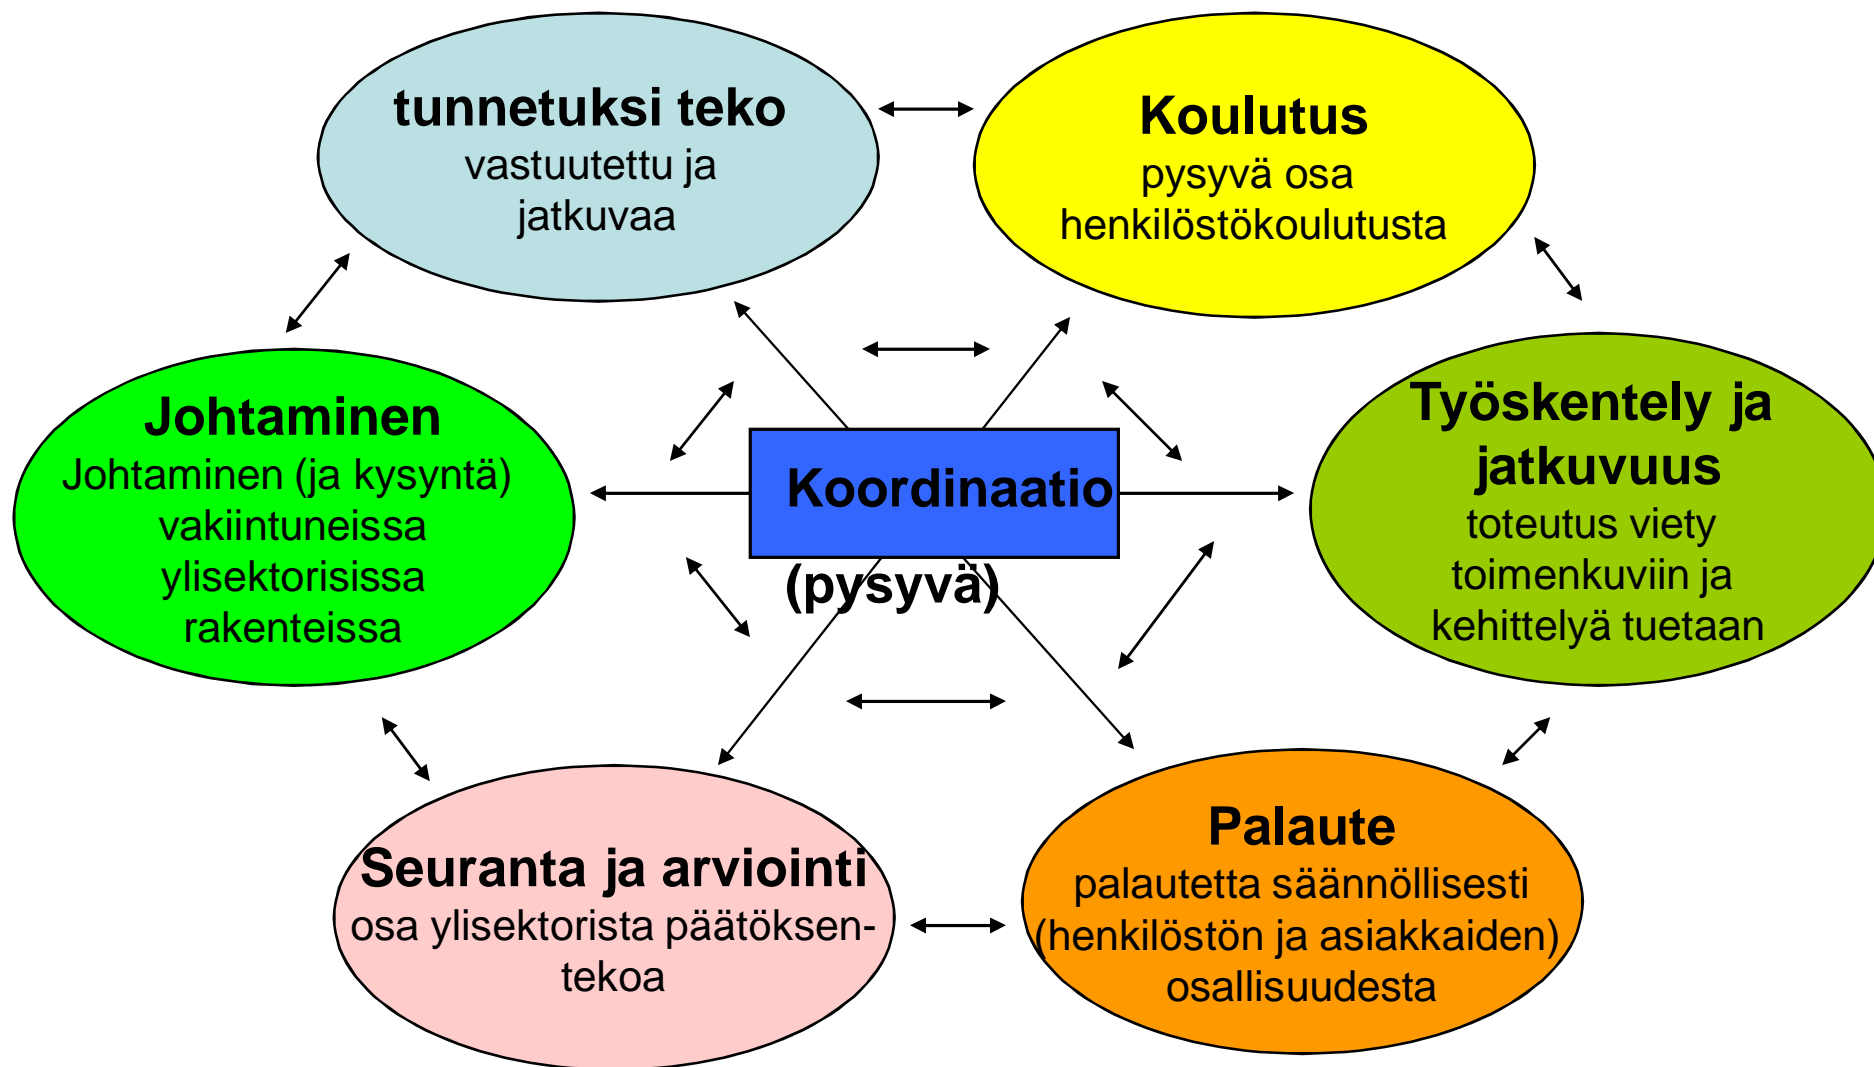 tunnetuksi teko
vastuutettu ja
jatkuvaa
Koulutus
pysyvä osa
henkilöstökoulutusta
Johtaminen
Johtaminen (ja kysyntä)
vakiintuneissa
ylisektorisissa
rakenteissa
Koordinaatio
(pysyvä)
Työskentely ja
jatkuvuus
toteutus viety
toimenkuviin ja
kehittelyä tuetaan
Seuranta ja arviointi
osa ylisektorista päätöksen-
tekoa
Palaute
palautetta säännöllisesti
(henkilöstön ja asiakkaiden)
osallisuudesta